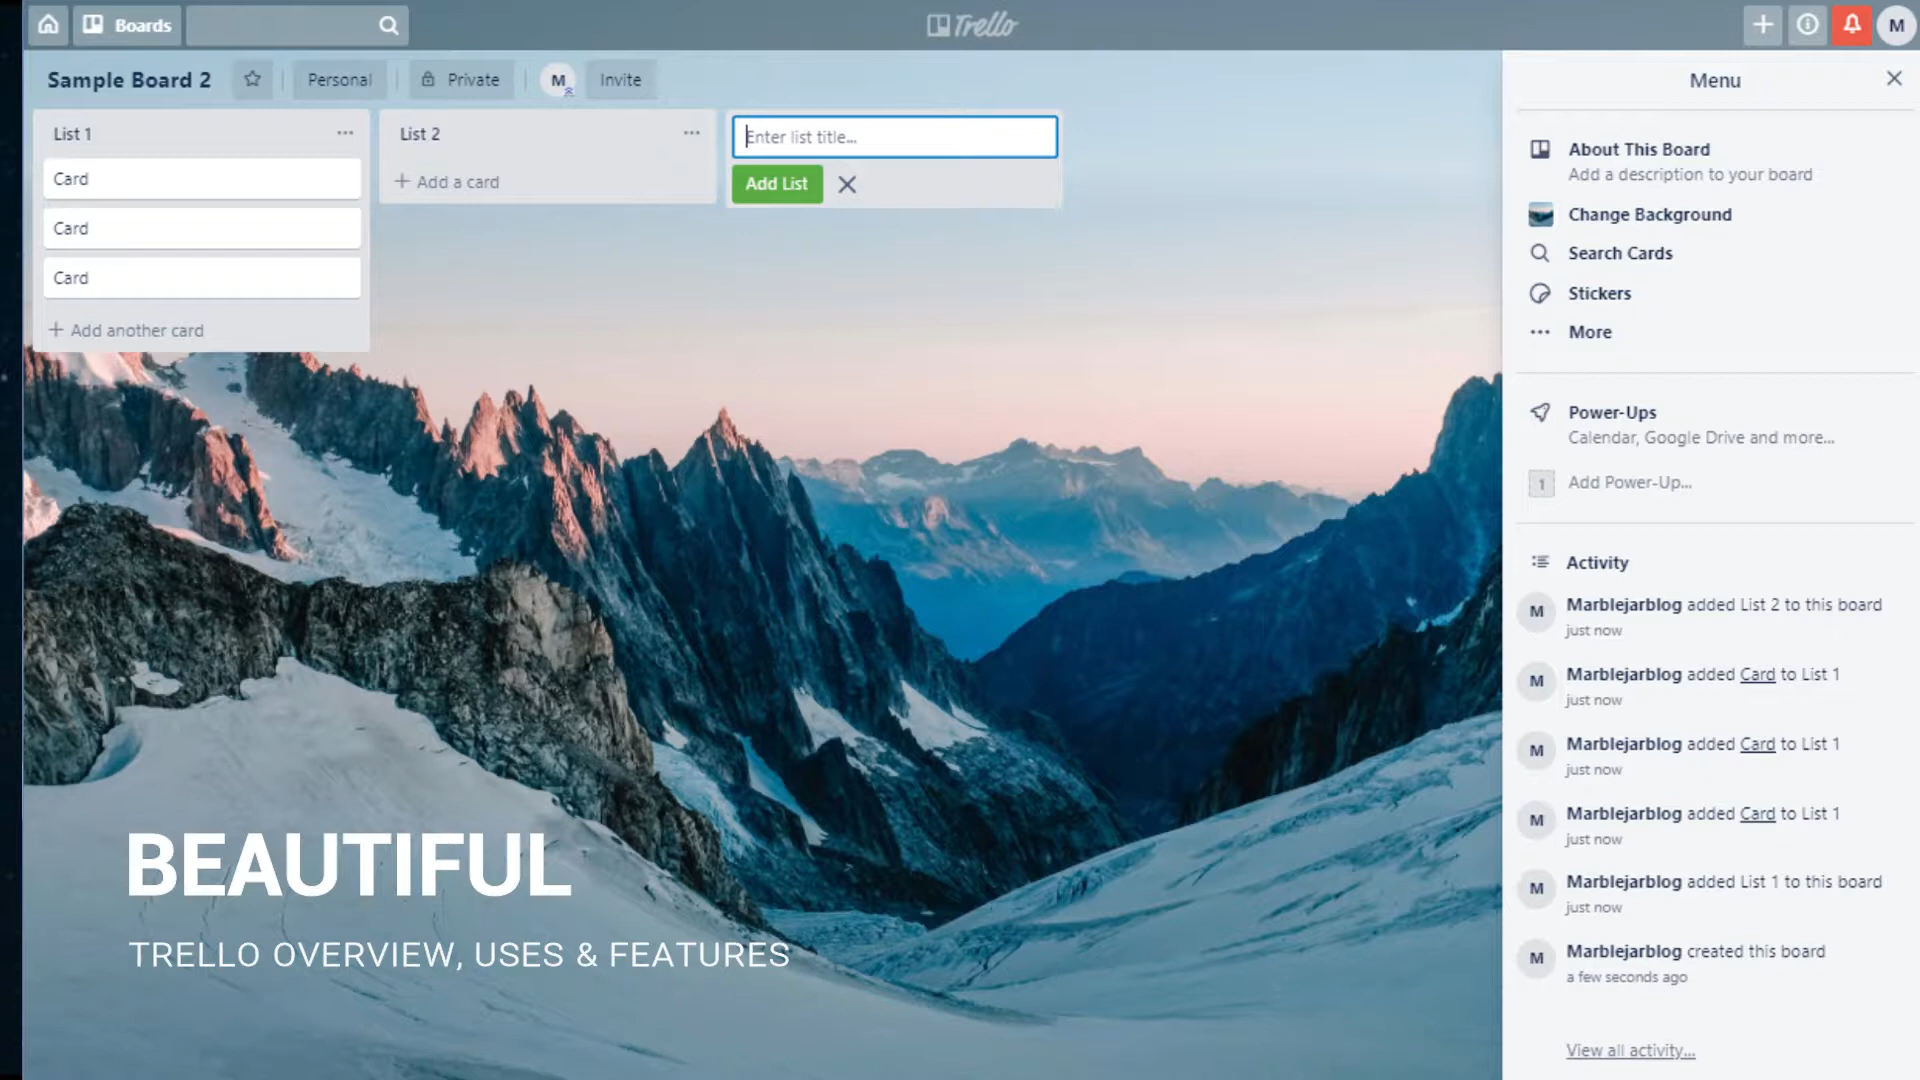 Boards
Trello
M
Sample Board 2
Personal
Private
M
Invite
List 1
Card
Card
Card
Add another card
List 2
Add a card
Enter list title...
Add List
Menu
About This Board
Add a description to your board
Change Background
Search Cards
Stickers
More
Power-Ups
Calendar, Google Drive and more...
1
Add Power-Up...
Activity
M
Marblejarblog added List 2 to this board
just now
M
Marblejarblog added Card to List 1
just now
M
Marblejarblog added Card to List 1
just now
M
Marblejarblog added Card to List 1
just now
M
Marblejarblog added List 1 to this board
just now
M
Marblejarblog created this board
a few seconds ago
View all activity...
BEAUTIFUL
TRELLO OVERVIEW, USES & FEATURES